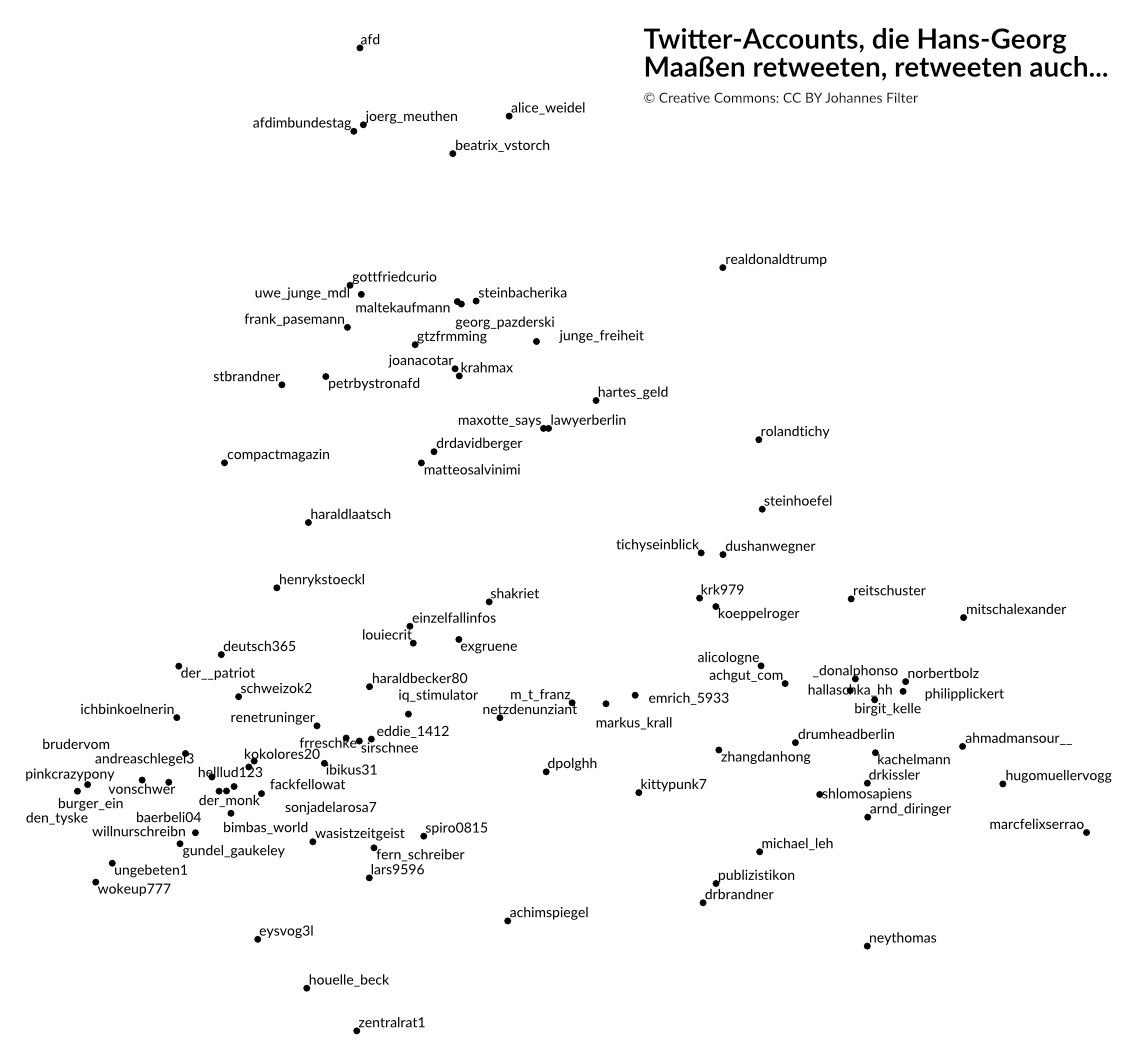 Twitter-Accounts, die Hans-Georg
Maaßen retweeten, retweeten auch...
© Creative Commons: CC BY Johannes Filter
afd
alice_weidel
joerg_meuthen
afdimbundestag
beatrix_vstorch
realdonaldtrump
gottfriedcurio
uwe_junge_mdl
steinbacherika
maltekaufmann
frank_pasemann
georg_pazderski
gtzfrmming
junge_freiheit
joanacotar
krahmax
stbrandner
petrbystronafd
hartes_geld
maxotte_says
lawyerberlin
rolandtichy
drdavidberger
compactmagazin
matteosalvinimi
steinhoefel
haraldlaatsch
tichyseinblick
dushanwegner
henrykstoeckl
shakriet
krk979
reitschuster
koeppelroger
mitschalexander
einzelfallinfos
louiecrit
exgruene
deutsch365
alicologne
der__patriot
achgut_com
_donalphonso
norbertbolz
haraldbecker80
schweizok2
iq_stimulator
m_t_franz
emrich_5933
hallaschka_hh
philipplickert
ichbinkoelnerin
renetruninger
netzdenunziant
markus_krall
birgit_kelle
eddie_1412
drumheadberlin
ahmadmansour__
brudervom
frreschke
sirschnee
andreaschlegel3
kokolores20
zhangdanhong
kachelmann
pinkcrazypony
helllud123
ibikus31
dpolghh
drkissler
hugomuellervogg
vonschwer
fackfellowat
kittypunk7
shlomosapiens
burger_ein
der_monk
sonjadelarosa7
arnd_diringer
den_tyske
baerbeli04
bimbas_world
wasistzeitgeist
spiro0815
marcfelixserrao
willnurschreibn
gundel_gaukeley
fern_schreiber
michael_leh
ungebeten1
lars9596
publizistikon
wokeup777
drbrandner
achimspiegel
eysvog3l
neythomas
houelle_beck
zentralrat1